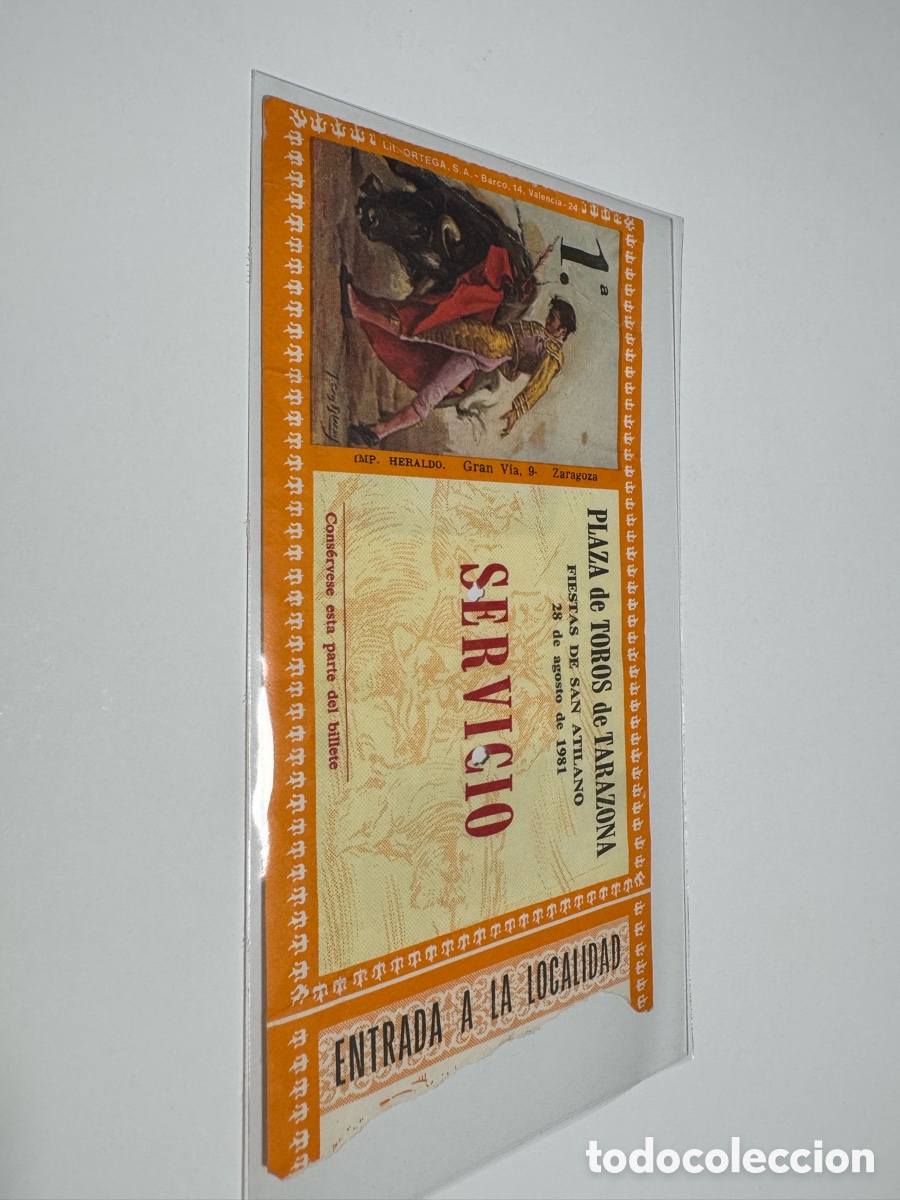 Lit. ORTEGA, S.A. - Barco, 14, Valencia - 24
1.ª
IMP. HERALDO. Gran Vía, 9- Zaragoza
PLAZA de TOROS de TARAZONA
FIESTAS DE SAN ATILANO
28 de agosto de 1981
SERVICIO
Consérvese esta parte del billete
ENTRADA A LA LOCALIDAD
todocoleccion